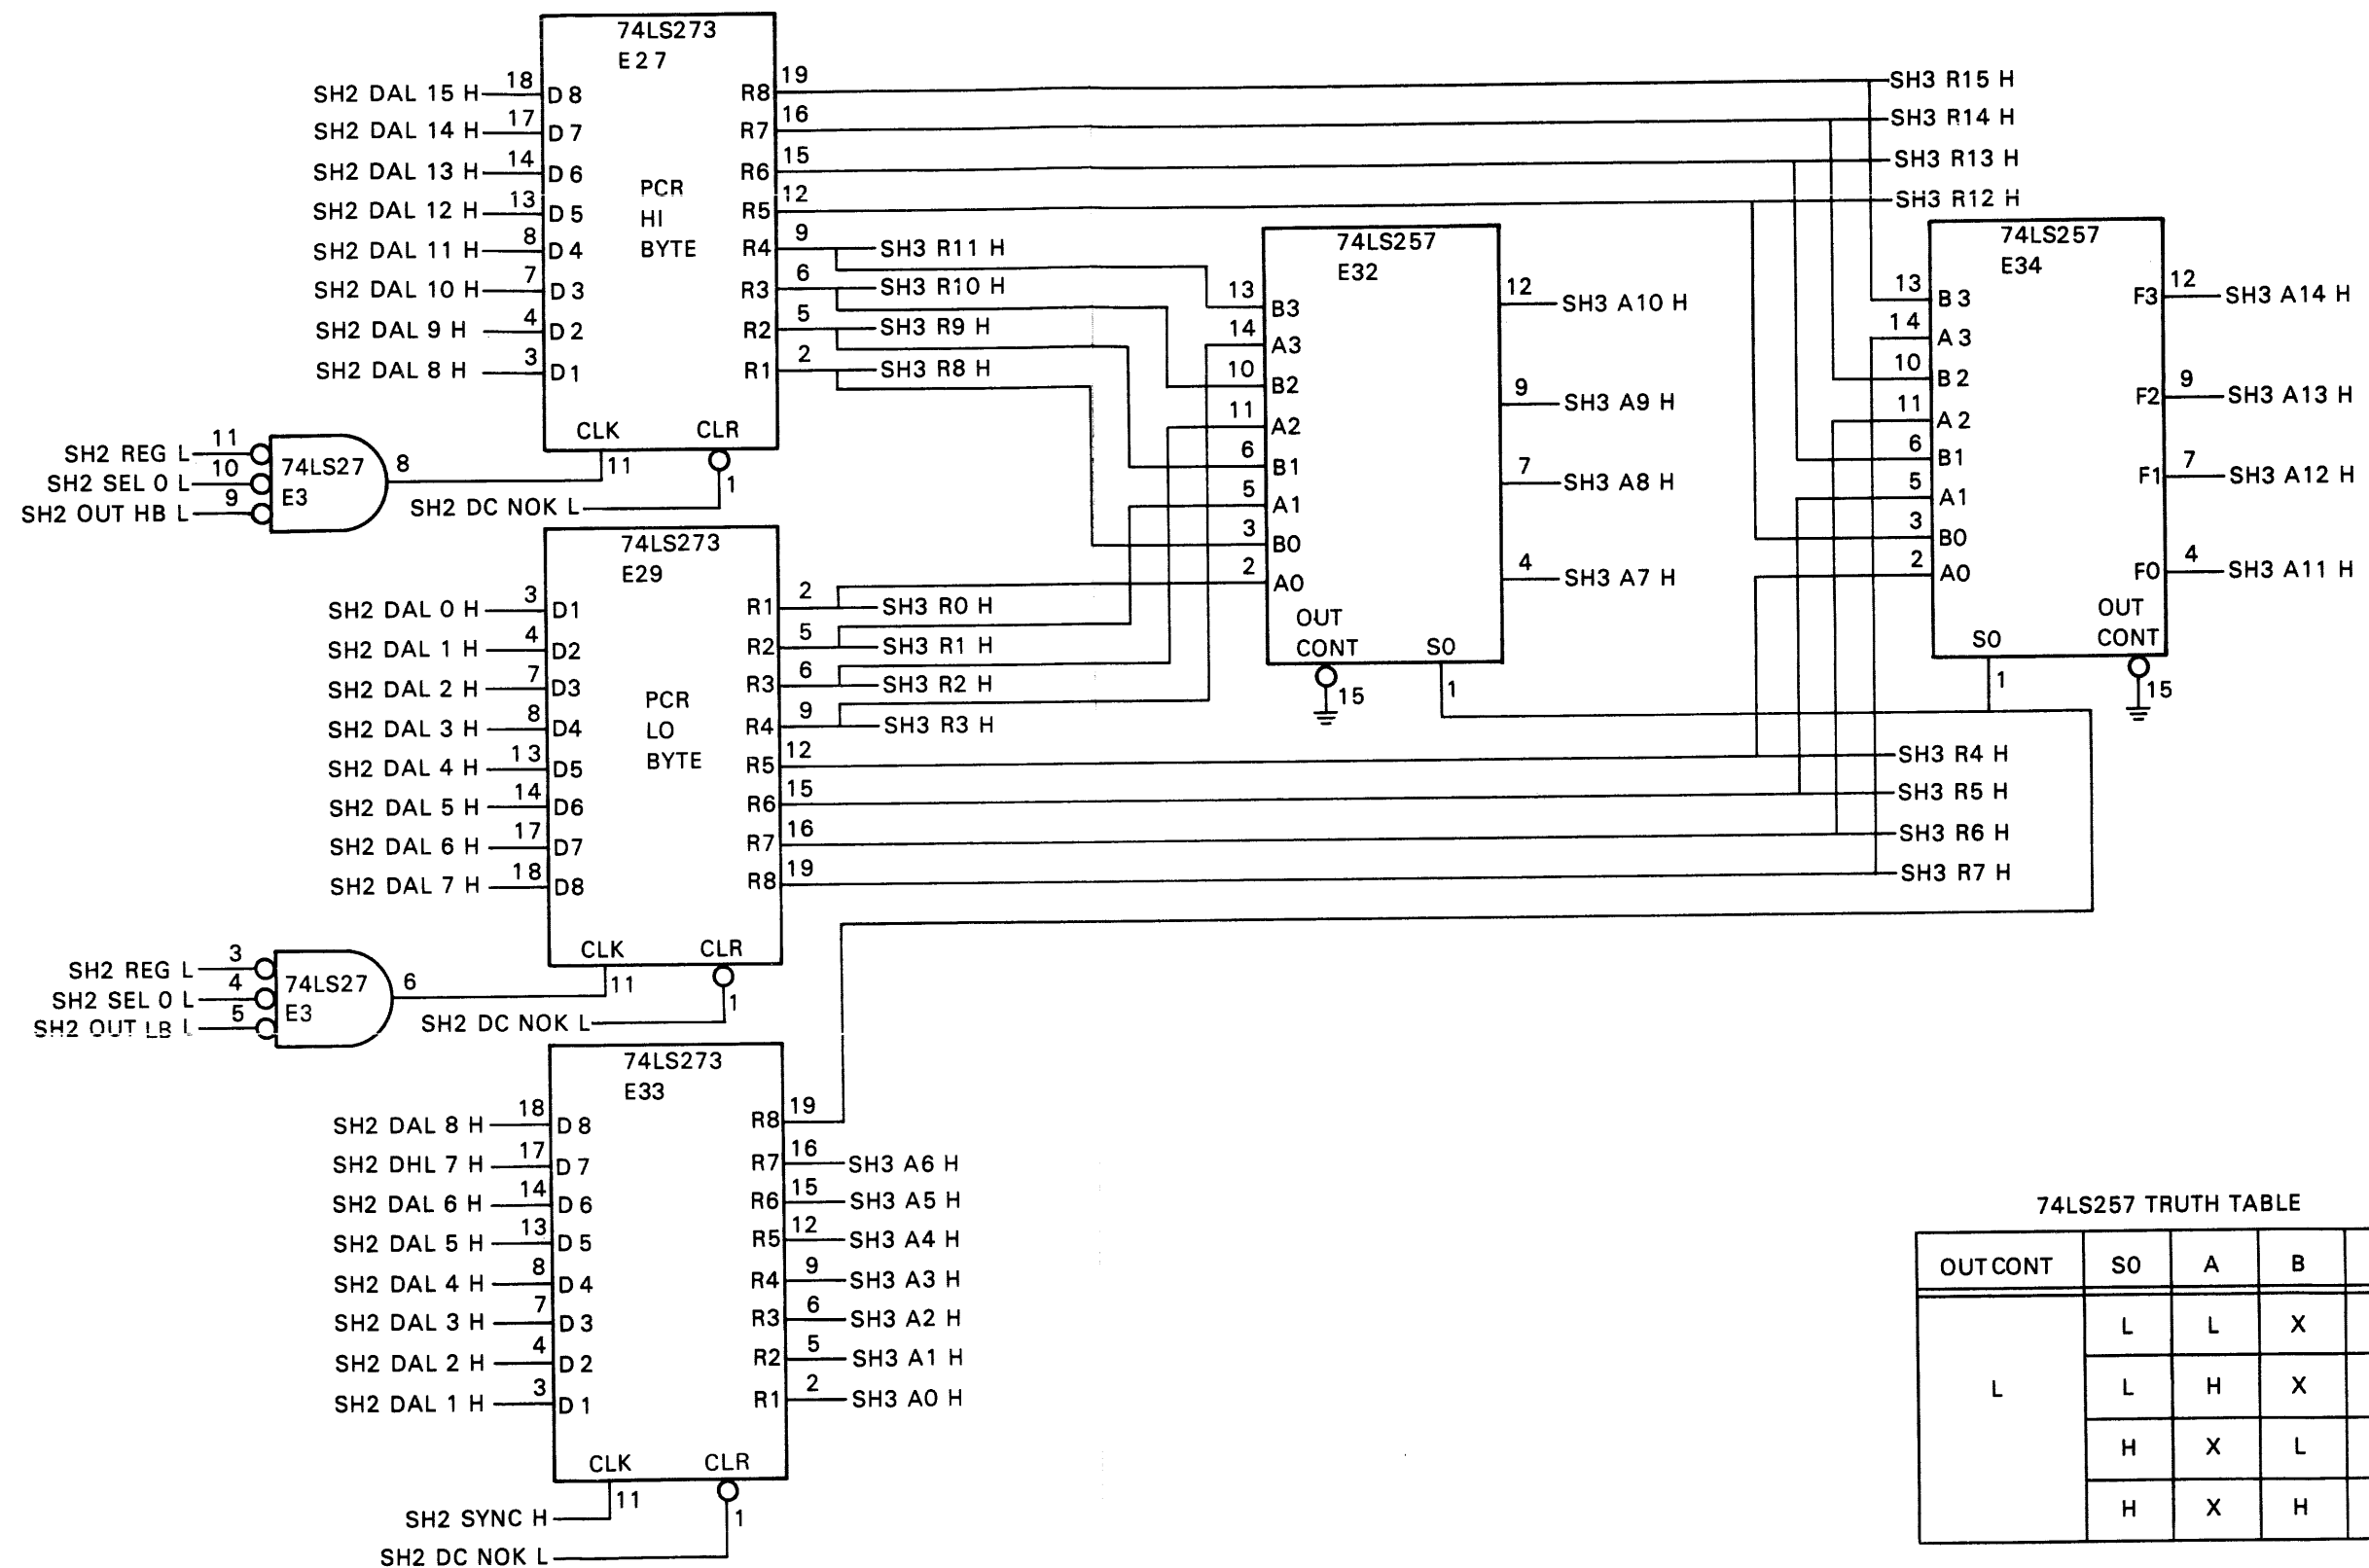 74LS273
E27
SH2 DAL 15 H 18 D8 R8 19 SH3 R15 H
SH2 DAL 14 H 17 D7 R7 16 SH3 R14 H
SH2 DAL 13 H 14 D6 R6 15 SH3 R13 H
SH2 DAL 12 H 13 D5 R5 12 SH3 R12 H
SH2 DAL 11 H 8 D4 R4 9 SH3 R11 H
SH2 DAL 10 H 7 D3 R3 6 SH3 R10 H
SH2 DAL 9 H 4 D2 R2 5 SH3 R9 H
SH2 DAL 8 H 3 D1 R1 2 SH3 R8 H
PCR
HI
BYTE
CLK CLR
11 1
SH2 REG L 11
SH2 SEL 0 L 10
SH2 OUT HB L 9
74LS27
E3
8
SH2 DC NOK L
74LS257
E32
13 B3
14 A3
10 B2
11 A2
6 B1
5 A1
3 B0
2 A0
12 SH3 A10 H
9 SH3 A9 H
7 SH3 A8 H
4 SH3 A7 H
OUT
CONT
S0
15 1
74LS257
E34
13 B3
14 A3
10 B2
11 A2
6 B1
5 A1
3 B0
2 A0
F3 12 SH3 A14 H
F2 9 SH3 A13 H
F1 7 SH3 A12 H
F0 4 SH3 A11 H
S0
OUT
CONT
1 15
74LS273
E29
SH2 DAL 0 H 3 D1 R1 2 SH3 R0 H
SH2 DAL 1 H 4 D2 R2 5 SH3 R1 H
SH2 DAL 2 H 7 D3 R3 6 SH3 R2 H
SH2 DAL 3 H 8 D4 R4 9 SH3 R3 H
SH2 DAL 4 H 13 D5 R5 12 SH3 R4 H
SH2 DAL 5 H 14 D6 R6 15 SH3 R5 H
SH2 DAL 6 H 17 D7 R7 16 SH3 R6 H
SH2 DAL 7 H 18 D8 R8 19 SH3 R7 H
PCR
LO
BYTE
CLK CLR
11 1
SH2 REG L 3
SH2 SEL 0 L 4
SH2 OUT LB L 5
74LS27
E3
6
SH2 DC NOK L
74LS273
E33
SH2 DAL 8 H 18 D8 R8 19
SH2 DHL 7 H 17 D7 R7 16 SH3 A6 H
SH2 DAL 6 H 14 D6 R6 15 SH3 A5 H
SH2 DAL 5 H 13 D5 R5 12 SH3 A4 H
SH2 DAL 4 H 8 D4 R4 9 SH3 A3 H
SH2 DAL 3 H 7 D3 R3 6 SH3 A2 H
SH2 DAL 2 H 4 D2 R2 5 SH3 A1 H
SH2 DAL 1 H 3 D1 R1 2 SH3 A0 H
CLK CLR
11 1
SH2 SYNC H
SH2 DC NOK L
74LS257 TRUTH TABLE
OUT CONT S0 A B
L L X
L H X
L
H X L
H X H